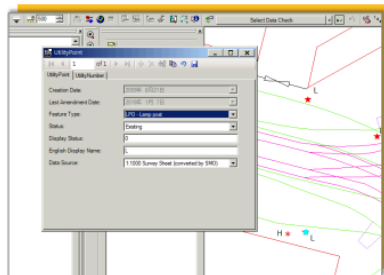 500
Select Data Check
UtilityPoint
1 of 1
UtilityPoint UtilityNumber
Creation Date:
Last Amendment Date:
Feature Type: LPO - Lamp post
Status: Existing
Display Status: 0
English Display Name: L
Data Source: 1:1000 Survey Sheet (converted by SMO)
L
L
H
L